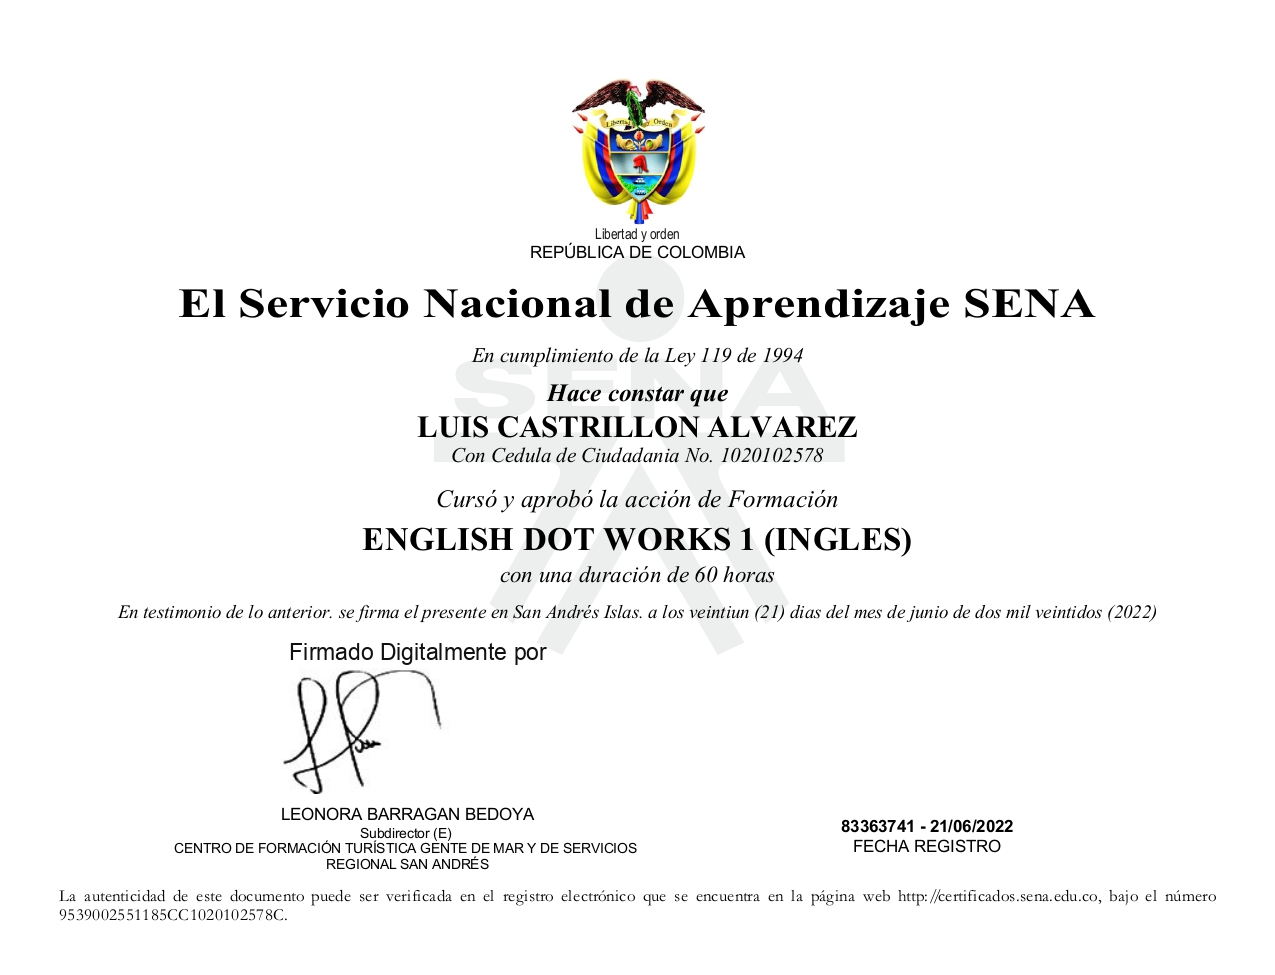 Libertad y Orden
Libertad y orden
REPÚBLICA DE COLOMBIA
El Servicio Nacional de Aprendizaje SENA
En cumplimiento de la Ley 119 de 1994
SENA
Hace constar que
LUIS CASTRILLON ALVAREZ
Con Cedula de Ciudadania No. 1020102578
Cursó y aprobó la acción de Formación
ENGLISH DOT WORKS 1 (INGLES)
con una duración de 60 horas
En testimonio de lo anterior. se firma el presente en San Andrés Islas. a los veintiun (21) dias del mes de junio de dos mil veintidos (2022)
Firmado Digitalmente por
LEONORA BARRAGAN BEDOYA
Subdirector (E)
CENTRO DE FORMACIÓN TURÍSTICA GENTE DE MAR Y DE SERVICIOS
REGIONAL SAN ANDRÉS
83363741 - 21/06/2022
FECHA REGISTRO
La autenticidad de este documento puede ser verificada en el registro electrónico que se encuentra en la página web http://certificados.sena.edu.co, bajo el número
9539002551185CC1020102578C.